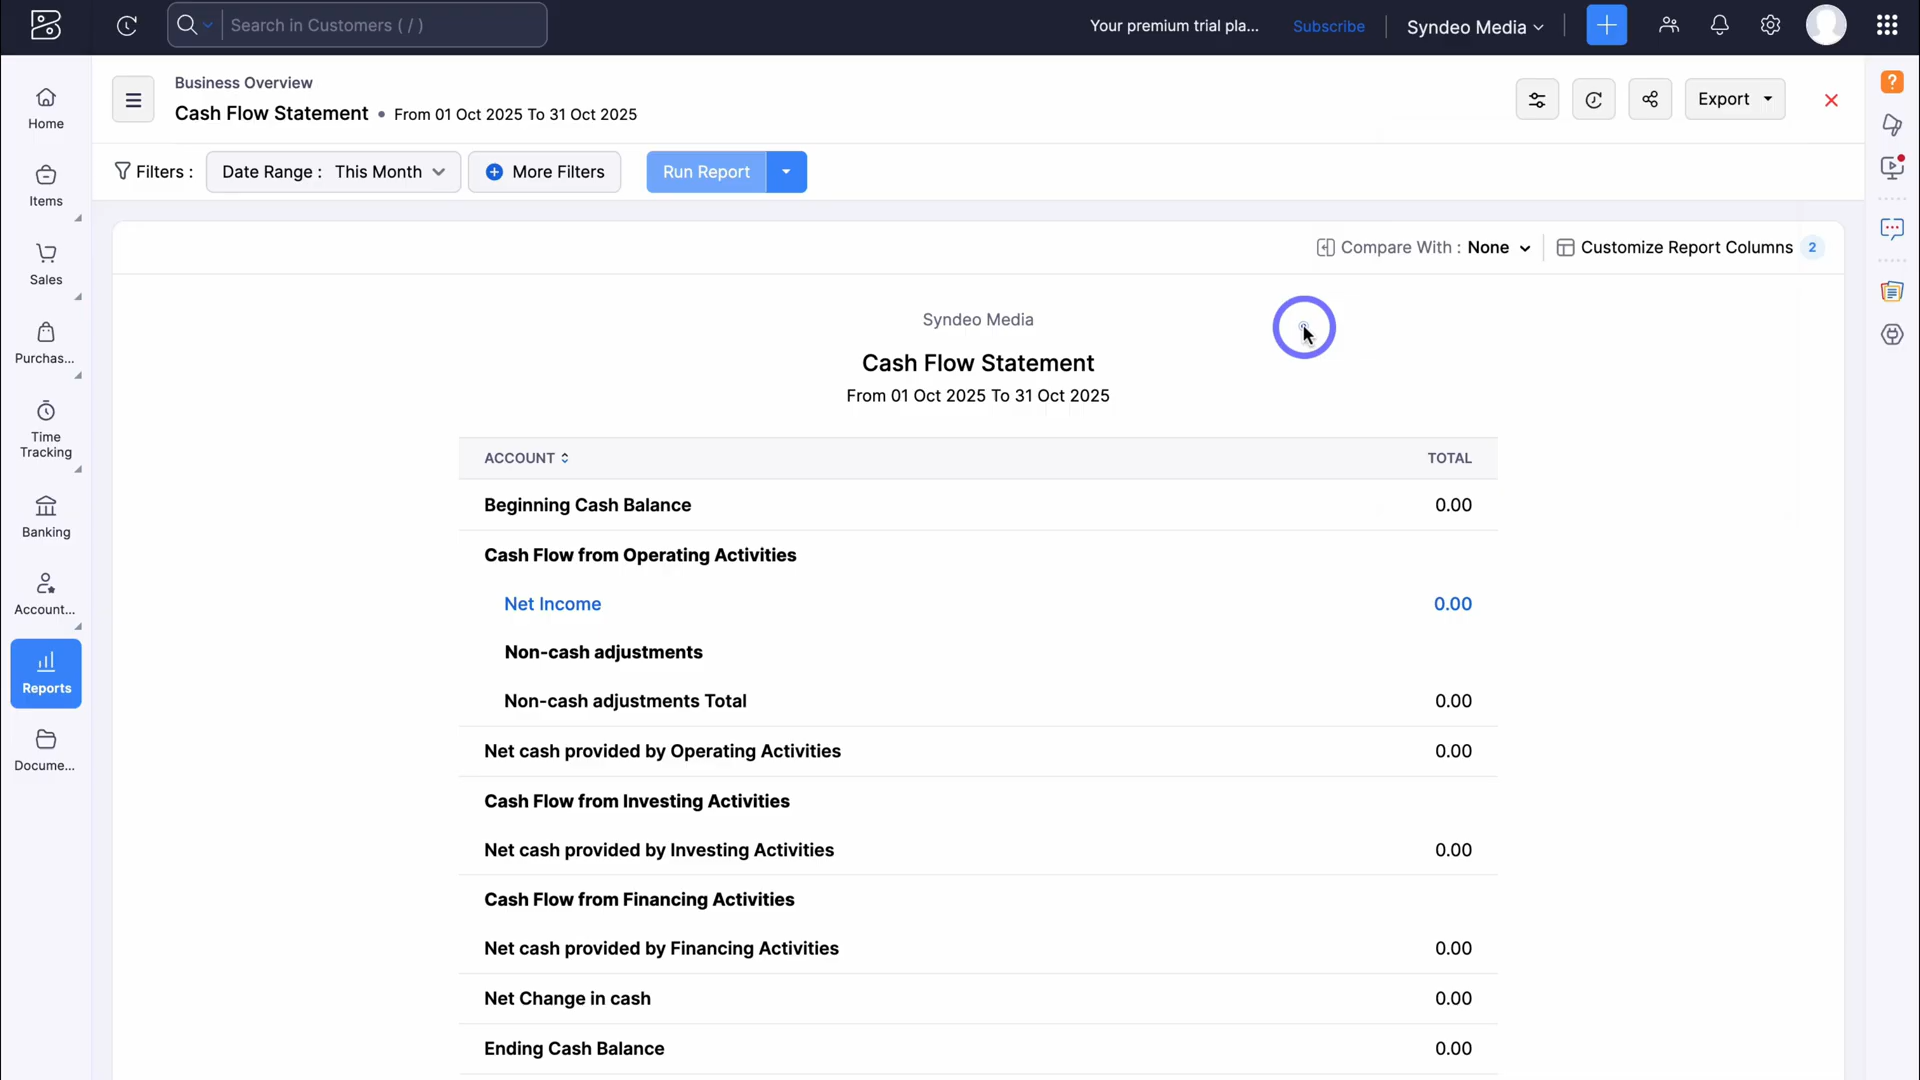 Search in Customers ( / )
Your premium trial pla...
Subscribe
Syndeo Media
Home
Items
Sales
Purchas...
Time
Tracking
Banking
Account...
Reports
Docume...
Business Overview
Cash Flow Statement • From 01 Oct 2025 To 31 Oct 2025
Export
Filters :
Date Range : This Month
More Filters
Run Report
Compare With : None
Customize Report Columns 2
Syndeo Media
Cash Flow Statement
From 01 Oct 2025 To 31 Oct 2025
ACCOUNT TOTAL
Beginning Cash Balance 0.00
Cash Flow from Operating Activities
Net Income 0.00
Non-cash adjustments
Non-cash adjustments Total 0.00
Net cash provided by Operating Activities 0.00
Cash Flow from Investing Activities
Net cash provided by Investing Activities 0.00
Cash Flow from Financing Activities
Net cash provided by Financing Activities 0.00
Net Change in cash 0.00
Ending Cash Balance 0.00
?